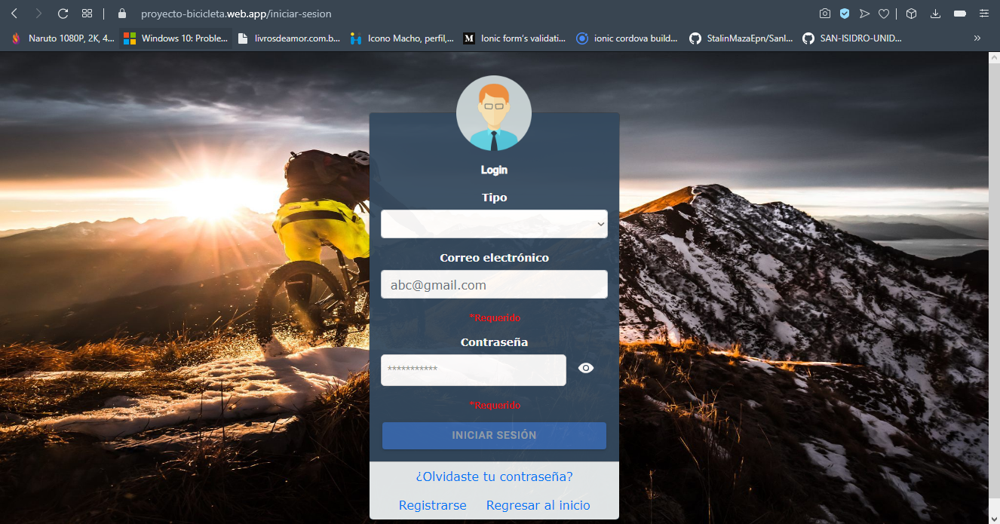 proyecto-bicicleta.web.app/iniciar-sesion
Naruto 1080P, 2K, 4... Windows 10: Proble... livrosdeamor.com.b... Icono Macho, perfil,... M Ionic form's validati... ionic cordova build... StalinMazaEpn/SanI... SAN-ISIDRO-UNID... »
Login
Tipo
Correo electrónico
abc@gmail.com
*Requerido
Contraseña
***********
*Requerido
INICIAR SESIÓN
¿Olvidaste tu contraseña?
Registrarse Regresar al inicio